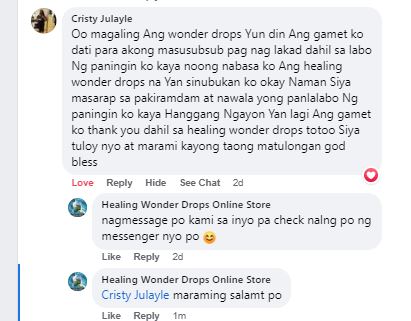 Cristy Julayle
Oo magaling Ang wonder drops Yun din Ang gamet ko
dati para akong masusubsub pag nag lakad dahil sa labo
Ng paningin ko kaya noong nabasa ko Ang healing
wonder drops na Yan sinubukan ko okay Naman Siya
masarap sa pakiramdam at nawala yong panlalabo Ng
paningin ko kaya Hanggang Ngayon Yan lagi Ang gamet
ko thank you dahil sa healing wonder drops totoo Siya
tuloy nyo at marami kayong taong matulongan god
bless
Love Reply Hide See Chat 2d
Healing Wonder Drops Online Store
nagmessage po kami sa inyo pa check nalng po ng
messenger nyo po 😊
Like Reply 2d
Healing Wonder Drops Online Store
Cristy Julayle maraming salamt po
Like Reply 1m